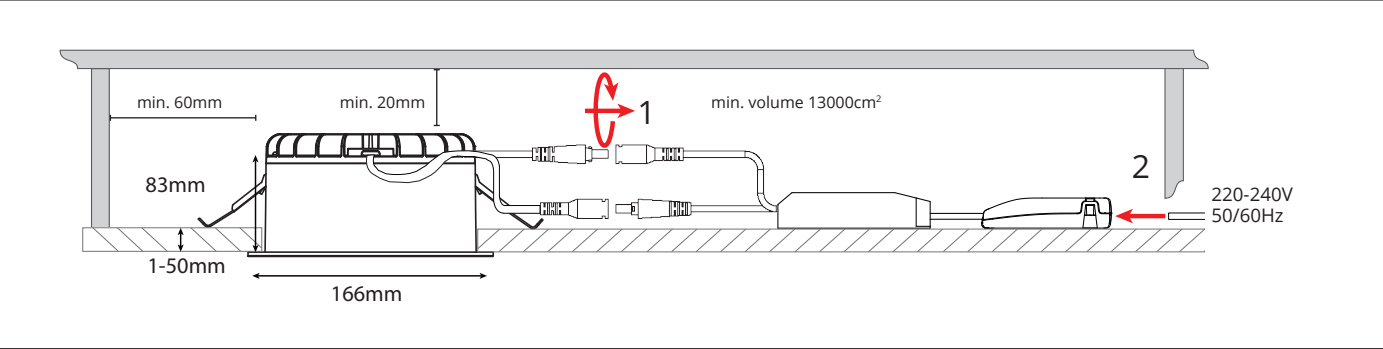 min. 60mm
min. 20mm
1
min. volume 13000cm²
2
83mm
220-240V
50/60Hz
1-50mm
166mm